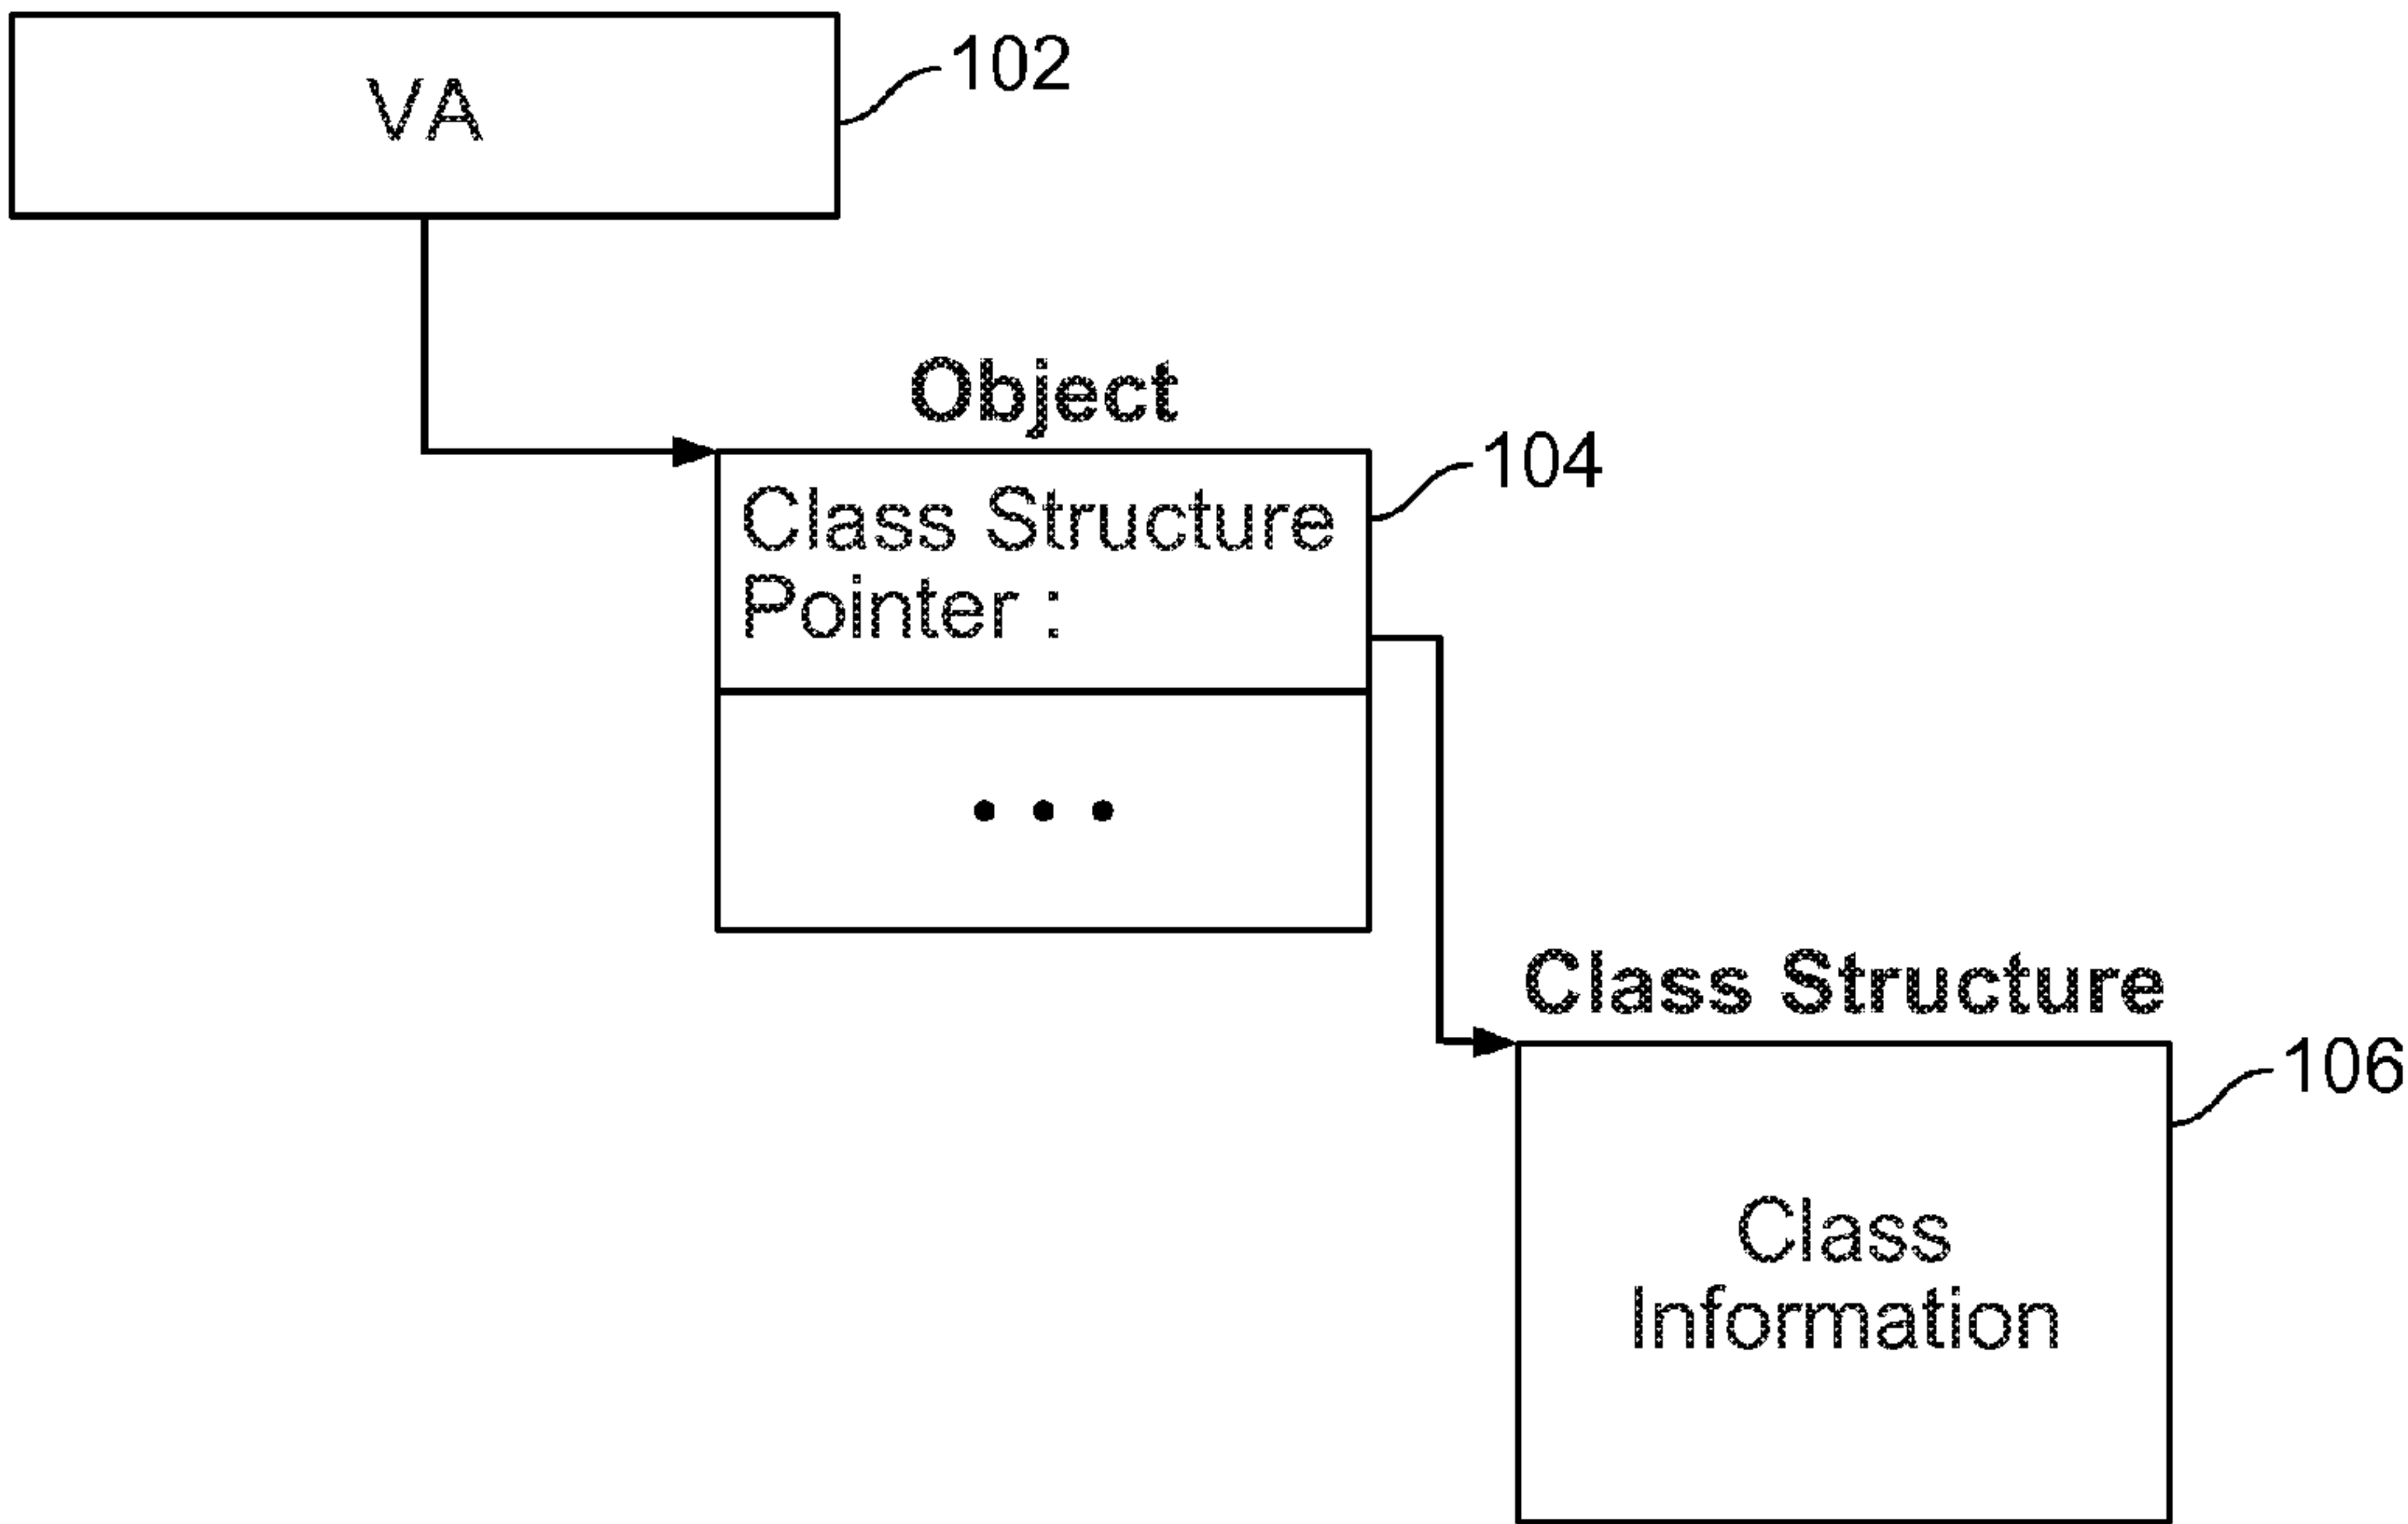 VA
102
Object
104
Class Structure
Pointer :
• • •
Class Structure
106
Class
Information